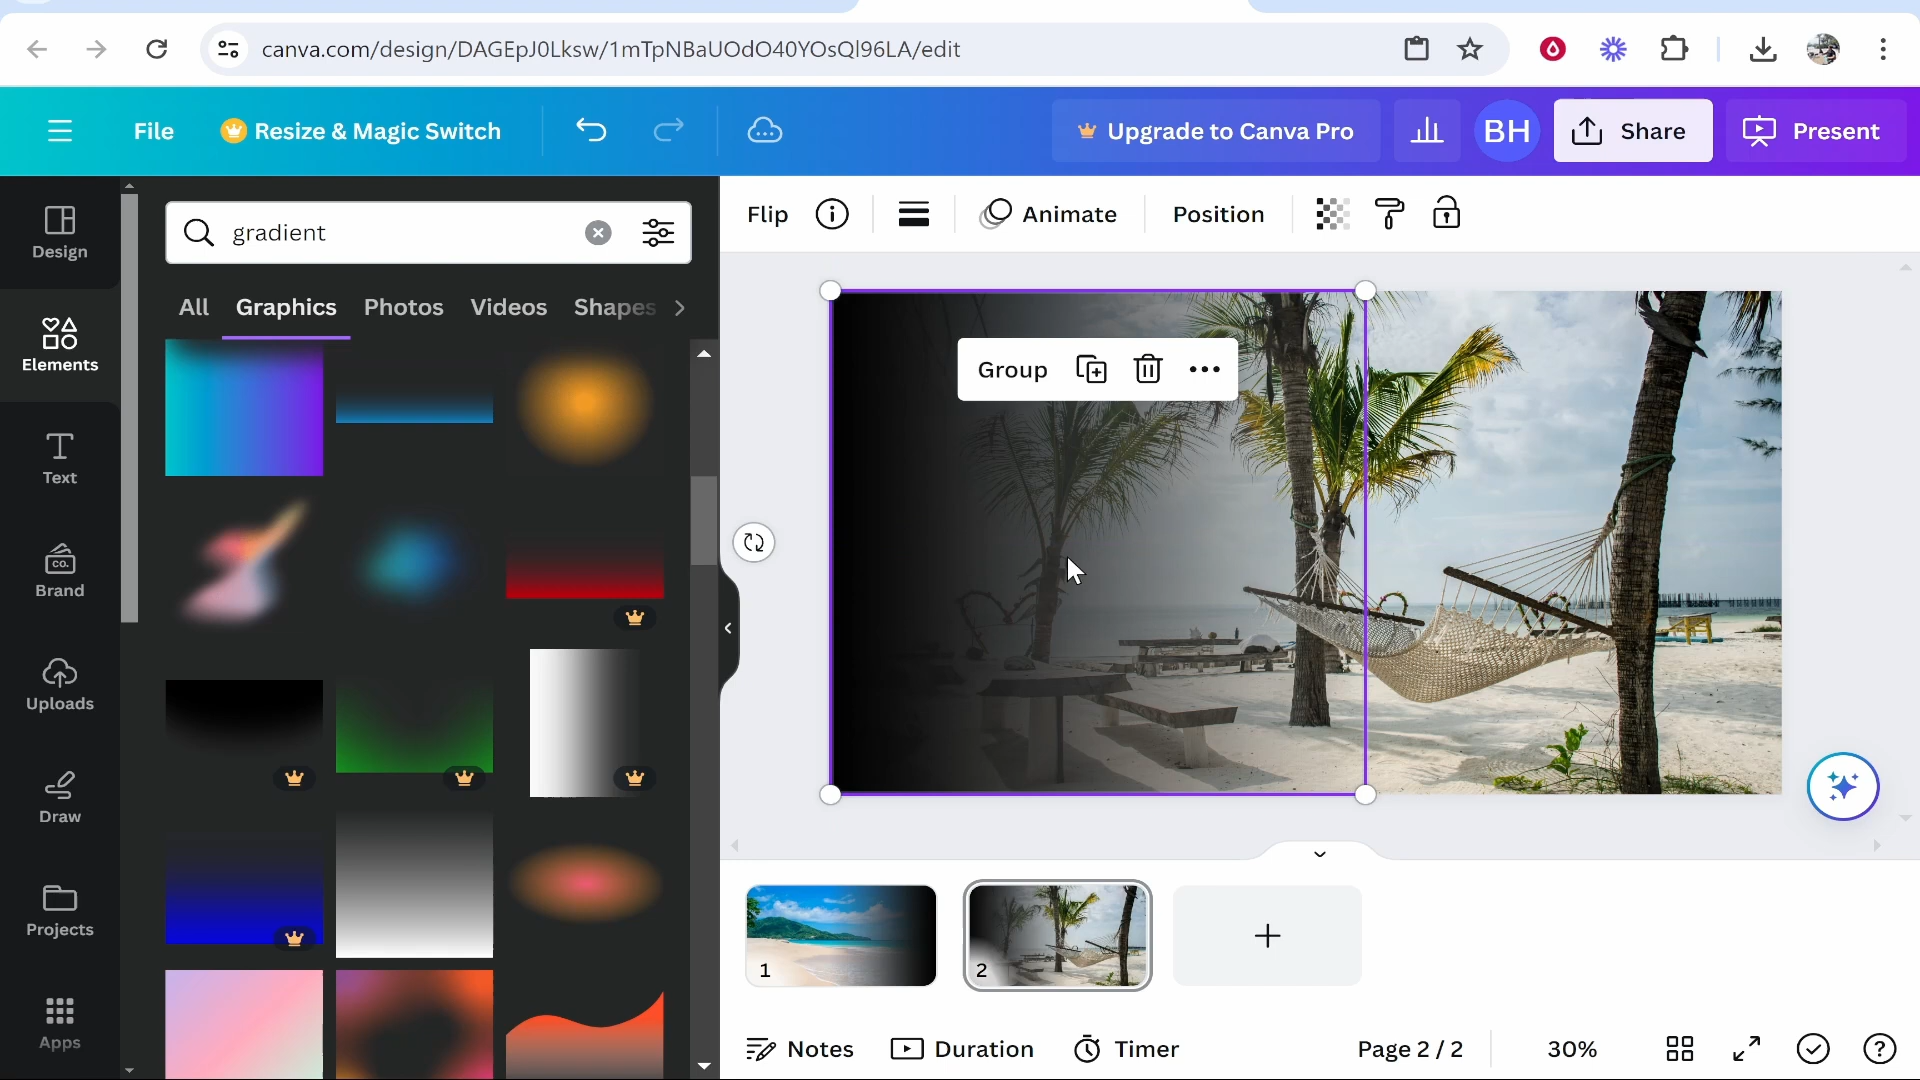 canva.com/design/DAGEpJ0Lksw/1mTpNBaUOdO40YOsQl96LA/edit
File
Resize & Magic Switch
Upgrade to Canva Pro
BH
Share
Present
Design
Elements
Text
Brand
Uploads
Draw
Projects
Apps
gradient
All
Graphics
Photos
Videos
Shapes
Flip
Animate
Position
Group
CO.
1
2
Notes
Duration
Timer
Page 2 / 2
30%